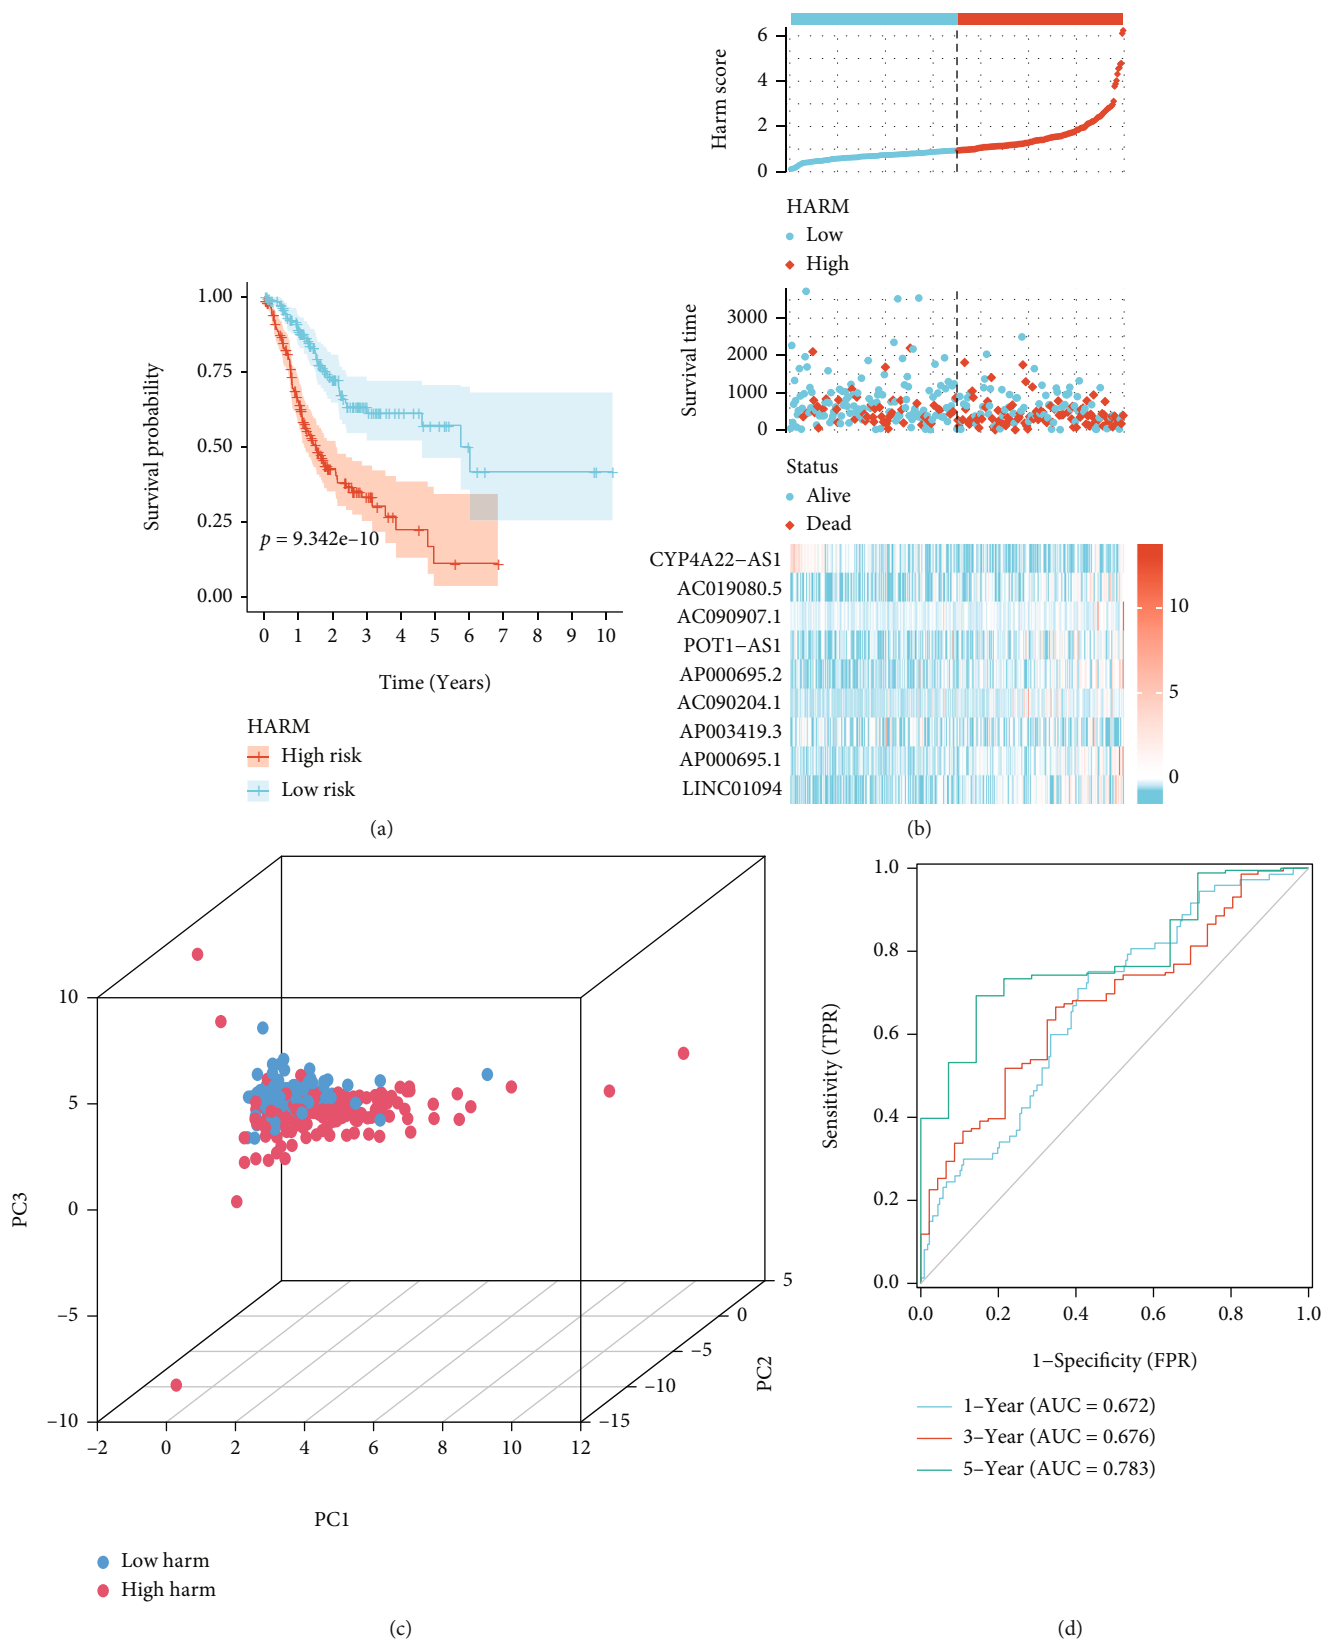 1.00
0.75
0.50
0.25
0.00
Survival probability
p = 9.342e–10
0 1 2 3 4 5 6 7 8 9 10
Time (Years)
HARM
High risk
Low risk
(a)
6
4
2
0
Harm score
HARM
Low
High
3000
2000
1000
0
Survival time
Status
Alive
Dead
CYP4A22–AS1
AC019080.5
AC090907.1
POT1–AS1
AP000695.2
AC090204.1
AP003419.3
AP000695.1
LINC01094
10
5
0
(b)
10
5
0
–5
–10
PC3
–2 0 2 4 6 8 10 12
PC1
5
0
–5
–10
–15
PC2
Low harm
High harm
(c)
1.0
0.8
0.6
0.4
0.2
0.0
Sensitivity (TPR)
0.0 0.2 0.4 0.6 0.8 1.0
1–Specificity (FPR)
1–Year (AUC = 0.672)
3–Year (AUC = 0.676)
5–Year (AUC = 0.783)
(d)